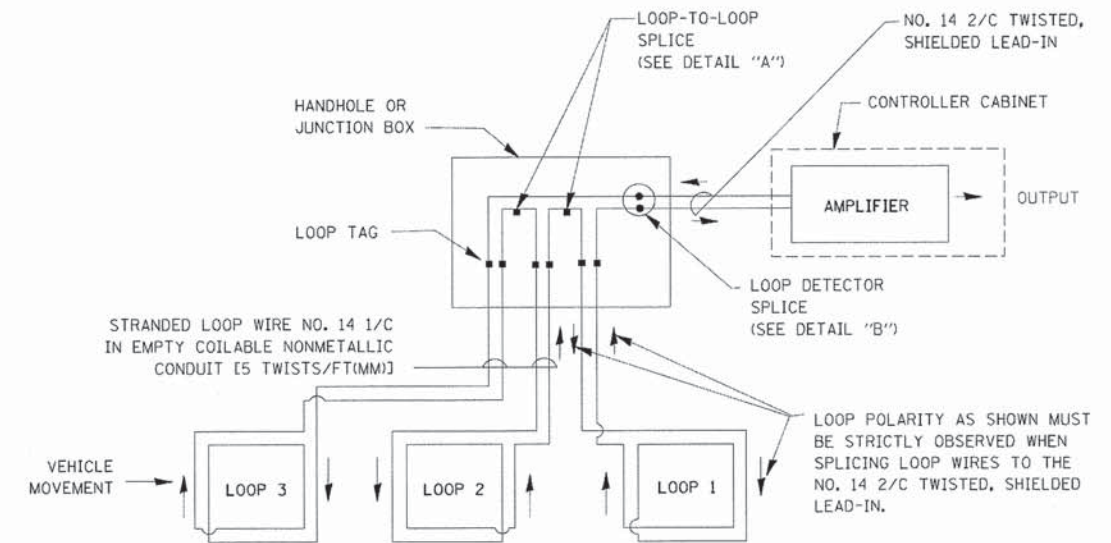 LOOP-TO-LOOP
SPLICE
(SEE DETAIL "A")
NO. 14 2/C TWISTED,
SHIELDED LEAD-IN
HANDHOLE OR
JUNCTION BOX
CONTROLLER CABINET
AMPLIFIER
OUTPUT
LOOP TAG
LOOP DETECTOR
SPLICE
(SEE DETAIL "B")
STRANDED LOOP WIRE NO. 14 1/C
IN EMPTY COILABLE NONMETALLIC
CONDUIT [5 TWISTS/FT(MM)]
LOOP POLARITY AS SHOWN MUST
BE STRICTLY OBSERVED WHEN
SPLICING LOOP WIRES TO THE
NO. 14 2/C TWISTED, SHIELDED
LEAD-IN.
VEHICLE
MOVEMENT
LOOP 3
LOOP 2
LOOP 1